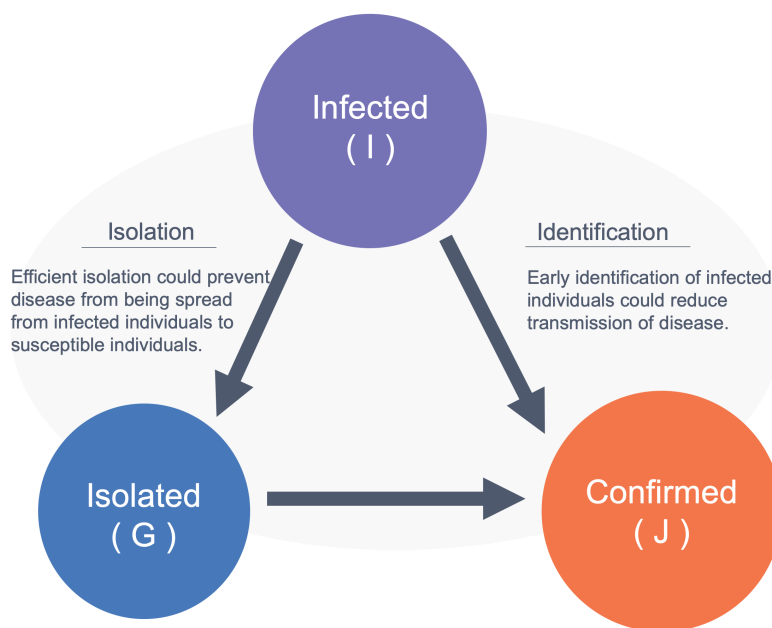 Infected
( I )
Isolation
Efficient isolation could prevent
disease from being spread
from infected individuals to
susceptible individuals.
Identification
Early identification of infected
individuals could reduce
transmission of disease.
Isolated
( G )
Confirmed
( J )